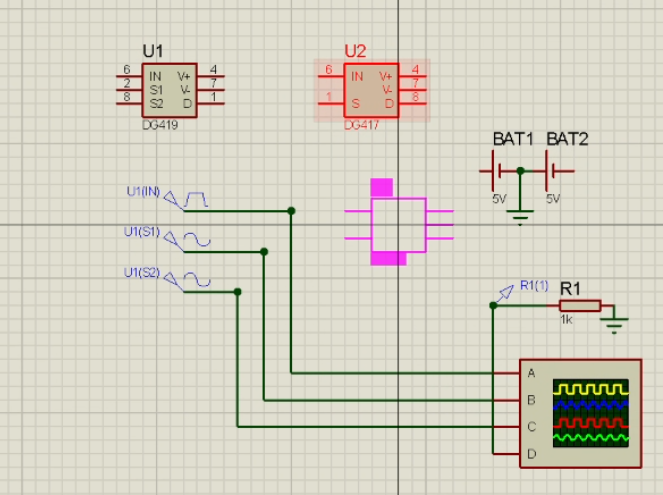 U1
6 IN V+ 4
2 S1 V- 7
8 S2 D 1
DG419
U2
6 IN V+ 4
V- 7
1 S D 8
DG417
BAT1
5V
BAT2
5V
U1(IN)
U1(S1)
U1(S2)
R1(1)
R1
1k
A
B
C
D